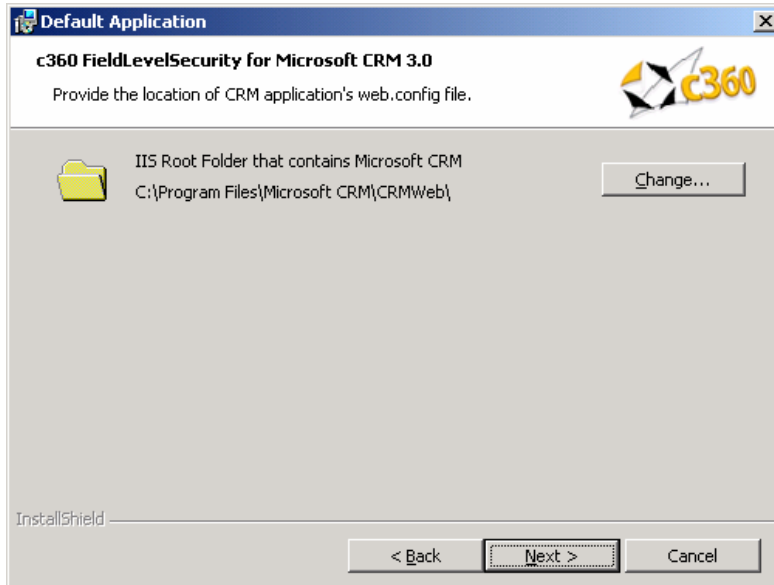 Default Application
c360 FieldLevelSecurity for Microsoft CRM 3.0
Provide the location of CRM application's web.config file.
c360
IIS Root Folder that contains Microsoft CRM
C:\Program Files\Microsoft CRM\CRMWeb\
Change...
InstallShield
< Back
Next >
Cancel